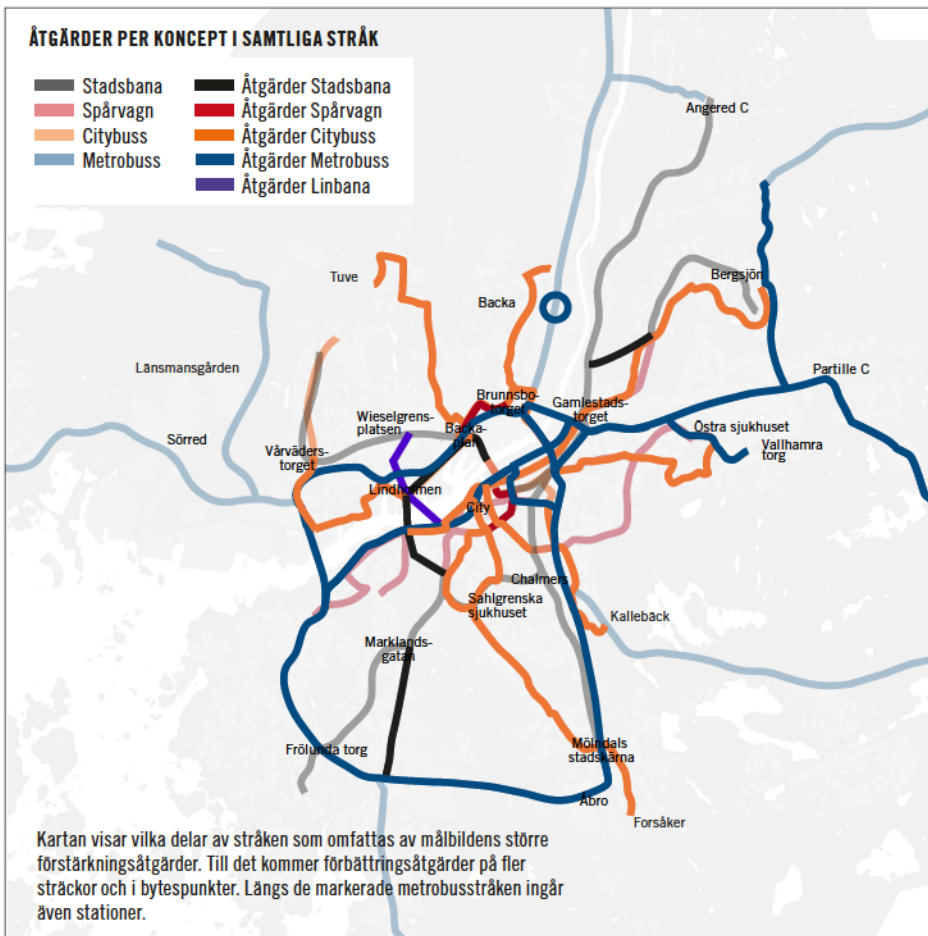 ÅTGÄRDER PER KONCEPT I SAMTLIGA STRÅK
Stadsbana
Åtgärder Stadsbana
Spårvagn
Åtgärder Spårvagn
Citybuss
Åtgärder Citybuss
Metrobuss
Åtgärder Metrobuss
Åtgärder Linbana
Angered C
Tuve
Backa
Bergsjön
Länsmansgården
Partille C
Brunnsbo-
torget
Gamlestads-
torget
Wieselgrens-
platsen
Backa-
plan
Sörred
Östra sjukhuset
Vallhamra
torg
Vårväders-
torget
Lindholmen
City
Chalmers
Sahlgrenska
sjukhuset
Kallebäck
Marklands-
gatan
Frölunda torg
Mölndals
stadskärna
Åbro
Forsåker
Kartan visar vilka delar av stråken som omfattas av målbildens större
förstärkningsåtgärder. Till det kommer förbättringsåtgärder på fler
sträckor och i bytespunkter. Längs de markerade metrobusstråken ingår
även stationer.